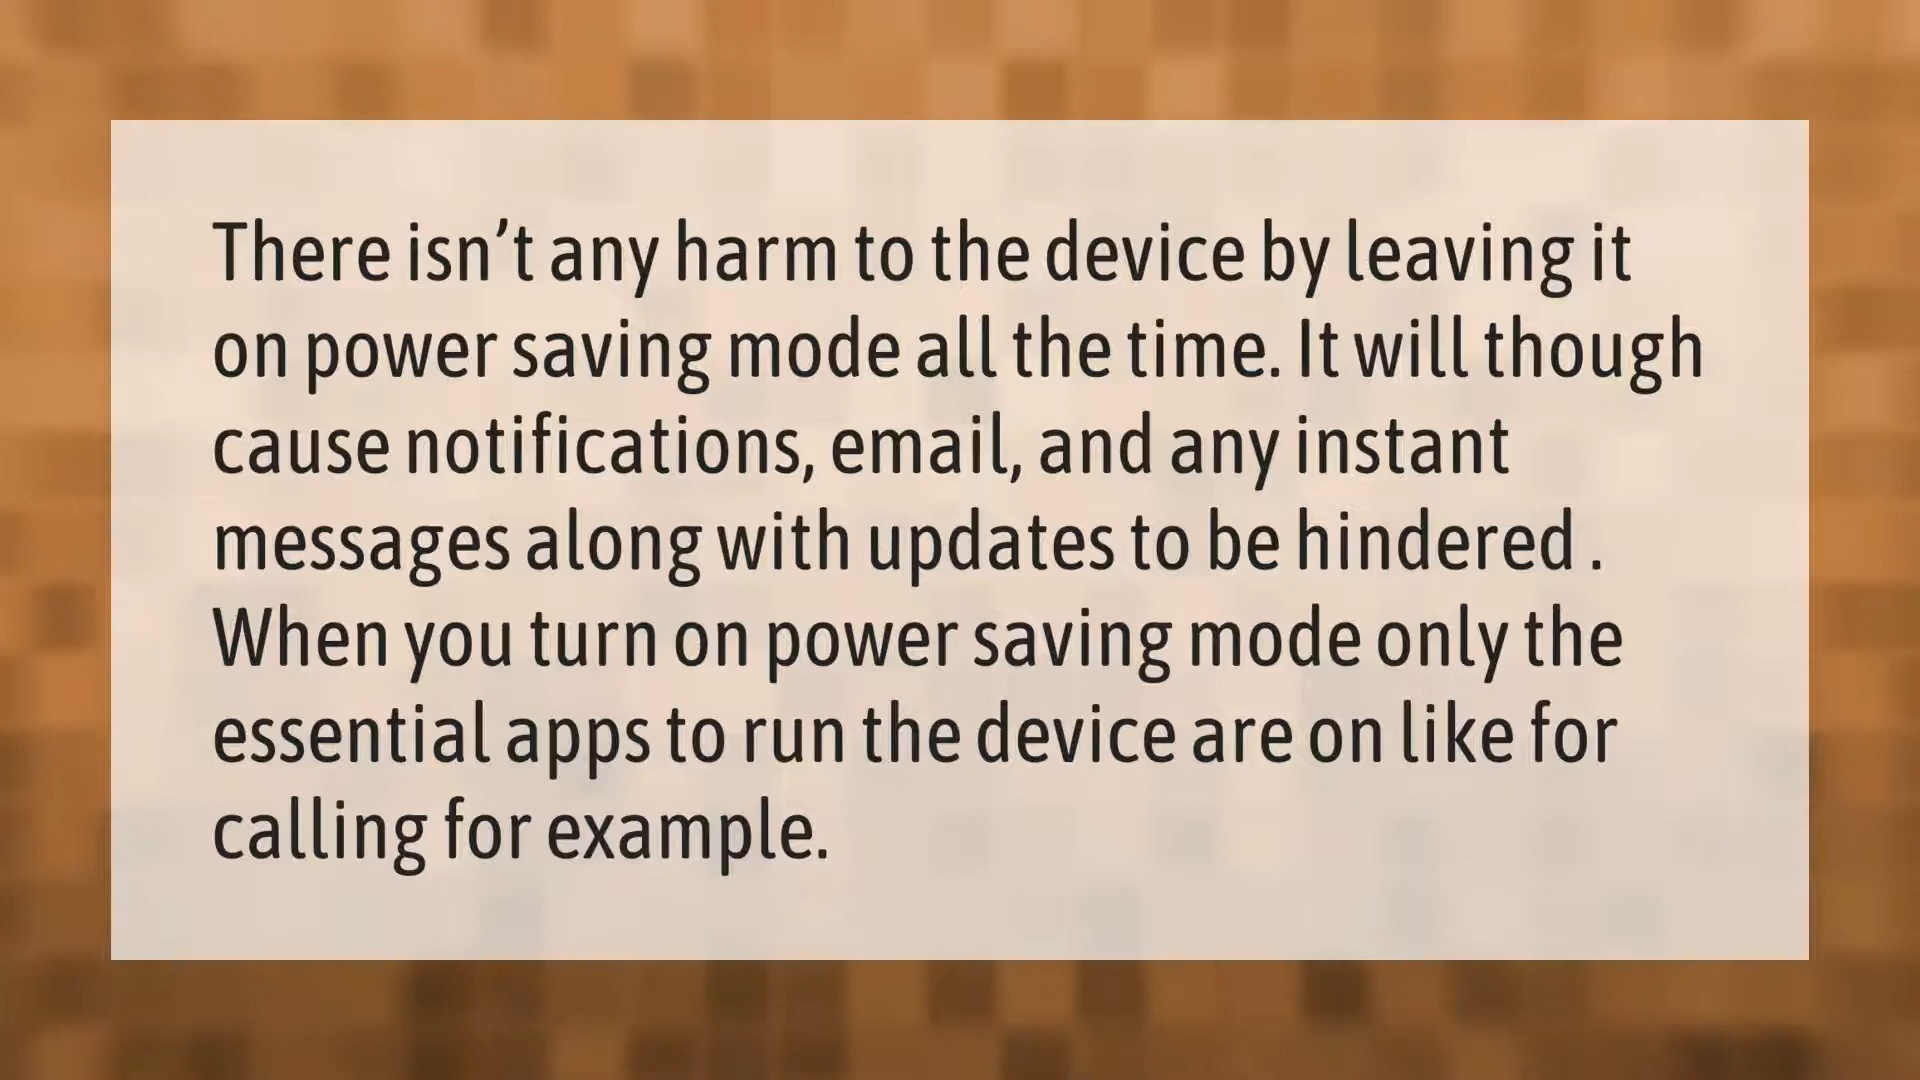 There isn’t any harm to the device by leaving it
on power saving mode all the time. It will though
cause notifications, email, and any instant
messages along with updates to be hindered .
When you turn on power saving mode only the
essential apps to run the device are on like for
calling for example.